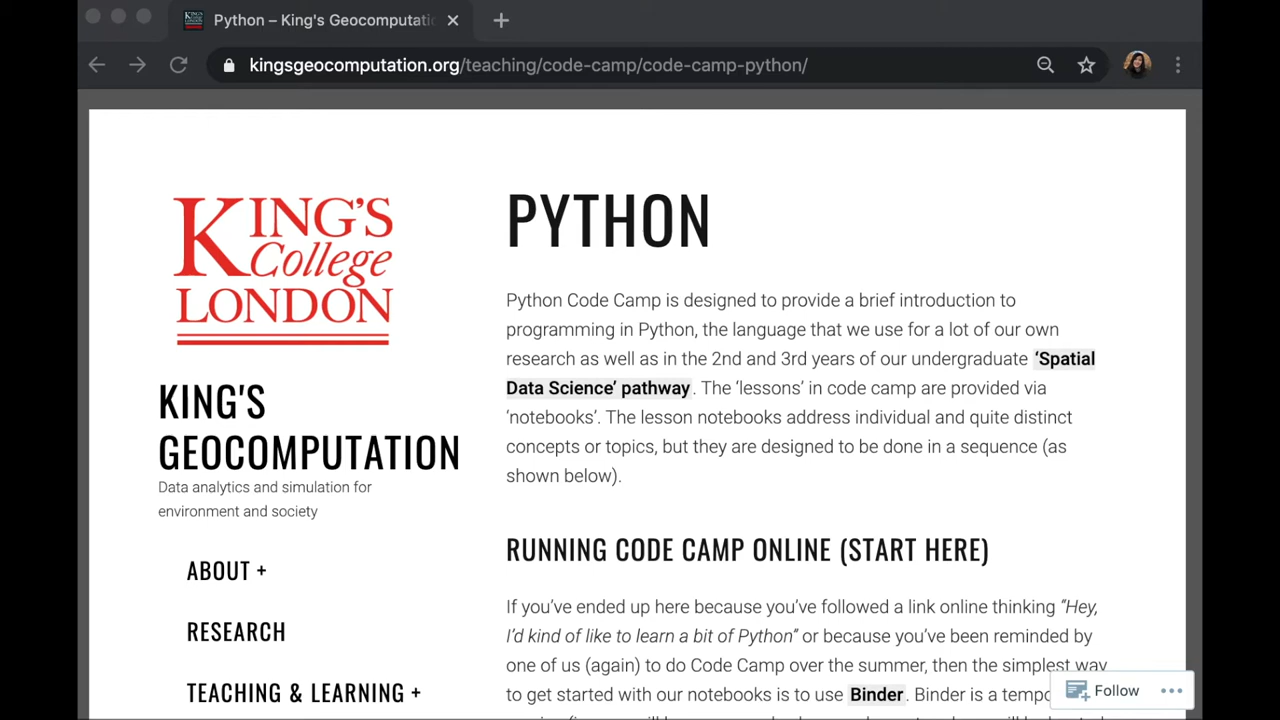 Python – King's Geocomputatio
kingsgeocomputation.org/teaching/code-camp/code-camp-python/
KING'S
College
LONDON
KING'S
GEOCOMPUTATION
Data analytics and simulation for
environment and society
ABOUT +
RESEARCH
TEACHING & LEARNING +
PYTHON
Python Code Camp is designed to provide a brief introduction to
programming in Python, the language that we use for a lot of our own
research as well as in the 2nd and 3rd years of our undergraduate ‘Spatial
Data Science’ pathway. The ‘lessons’ in code camp are provided via
‘notebooks’. The lesson notebooks address individual and quite distinct
concepts or topics, but they are designed to be done in a sequence (as
shown below).
RUNNING CODE CAMP ONLINE (START HERE)
If you’ve ended up here because you’ve followed a link online thinking “Hey,
I’d kind of like to learn a bit of Python” or because you’ve been reminded by
one of us (again) to do Code Camp over the summer, then the simplest way
to get started with our notebooks is to use Binder. Binder is a
Follow